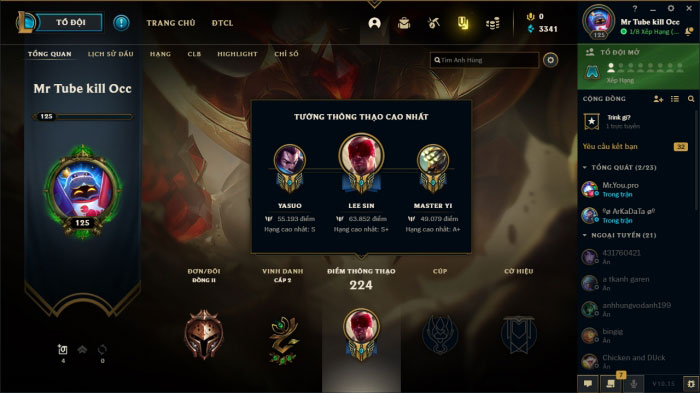 TỔ ĐỘI
TRANG CHỦ
ĐTCL
0
3341
Mr Tube kill Occ
1/8 Xếp Hạng (...
125
TỔNG QUAN
LỊCH SỬ ĐẤU
HẠNG
CLB
HIGHLIGHT
CHỈ SỐ
Tìm Anh Hùng
Mr Tube kill Occ
125
125
4
0
TƯỚNG THÔNG THẠO CAO NHẤT
YASUO
55.193 điểm
Hạng cao nhất: S
LEE SIN
63.852 điểm
Hạng cao nhất: S+
MASTER YI
49.079 điểm
Hạng cao nhất: A+
ĐƠN/ĐÔI
ĐỒNG II
VINH DANH
CẤP 2
ĐIỂM THÔNG THẠO
224
CÚP
CỜ HIỆU
TỔ ĐỘI MỞ
Xếp Hạng
CỘNG ĐỒNG
Trink gi?
1 trực tuyến
Yêu cầu kết bạn
32
TỔNG QUÁT (2/23)
Mr.You.pro
Trong trận
ºø ArKaDaTa øº
Trong trận
NGOẠI TUYẾN (21)
431760421
Ẩn
a tkanh garen
Ẩn
anhhungvodanh199
Ẩn
bingig
Ẩn
Chicken and DUck
Ẩn
7
V10.15